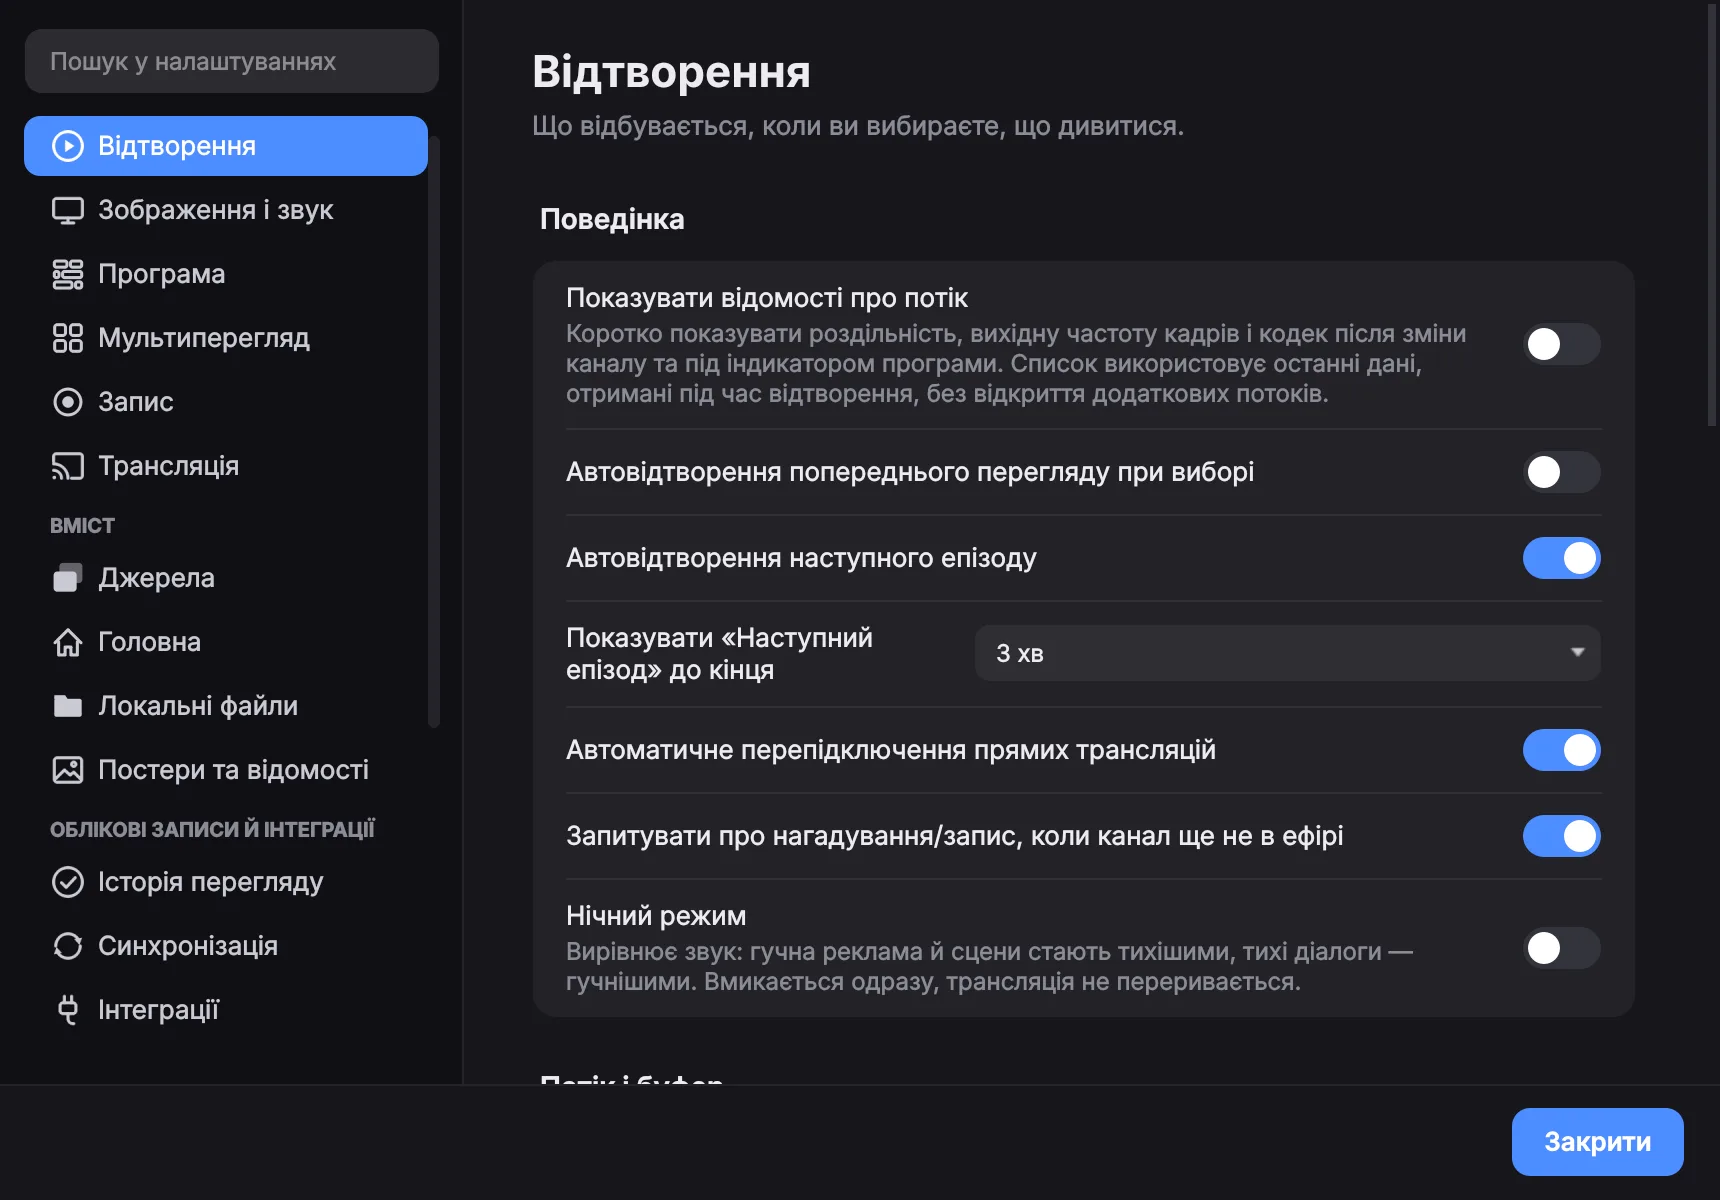 Пошук у налаштуваннях
Відтворення
Зображення і звук
Програма
Мультиперегляд
Запис
Трансляція
ВМІСТ
Джерела
Головна
Локальні файли
Постери та відомості
ОБЛІКОВІ ЗАПИСИ Й ІНТЕГРАЦІЇ
Історія перегляду
Синхронізація
Інтеграції
Відтворення
Що відбувається, коли ви вибираєте, що дивитися.
Поведінка
Показувати відомості про потік
Коротко показувати роздільність, вихідну частоту кадрів і кодек після зміни
каналу та під індикатором програми. Список використовує останні дані,
отримані під час відтворення, без відкриття додаткових потоків.
Автовідтворення попереднього перегляду при виборі
Автовідтворення наступного епізоду
Показувати «Наступний
епізод» до кінця
3 хв
Автоматичне перепідключення прямих трансляцій
Запитувати про нагадування/запис, коли канал ще не в ефірі
Нічний режим
Вирівнює звук: гучна реклама й сцени стають тихішими, тихі діалоги —
гучнішими. Вмикається одразу, трансляція не переривається.
Потік і буфер
Закрити